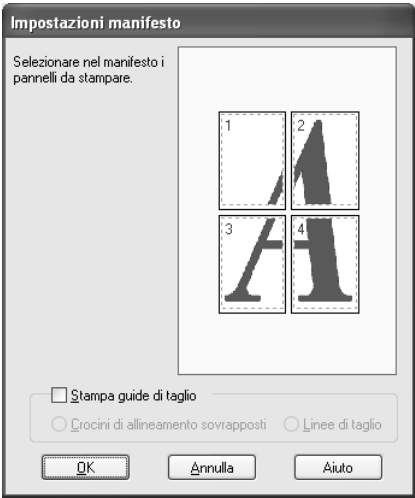 Impostazioni manifesto
Selezionare nel manifesto i
pannelli da stampare.
1
2
3
4
A
Stampa guide di taglio
Crocini di allineamento sovrapposti
Linee di taglio
OK
Annulla
Aiuto